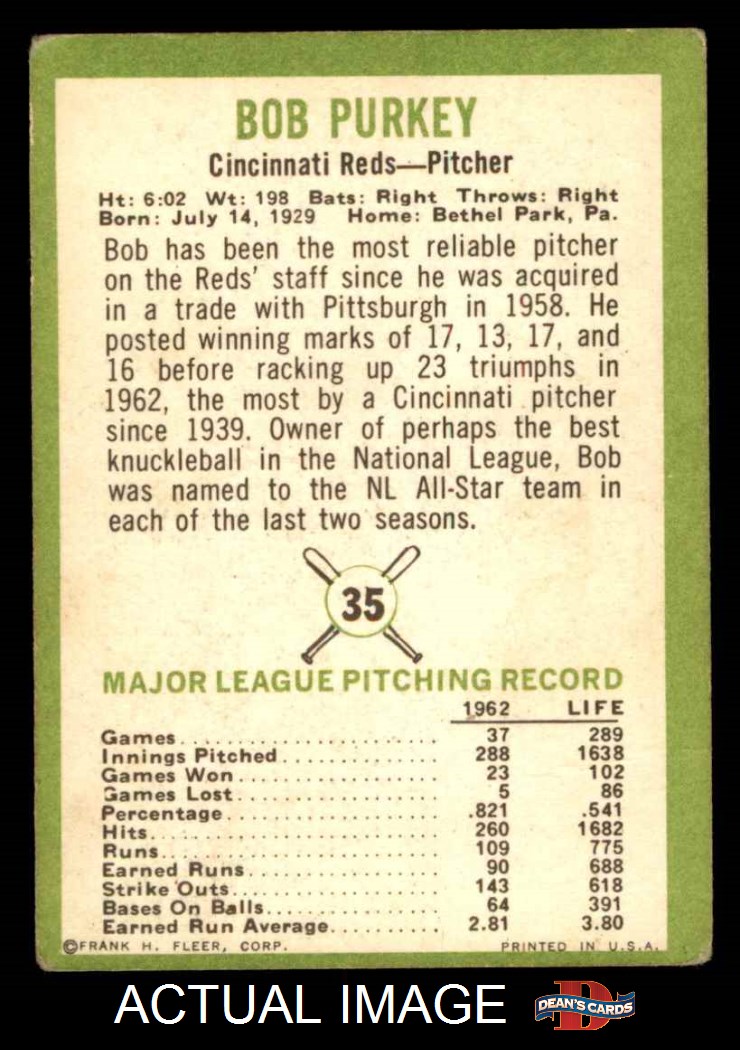 BOB PURKEY
Cincinnati Reds—Pitcher
Ht: 6:02 Wt: 198 Bats: Right Throws: Right
Born: July 14, 1929 Home: Bethel Park, Pa.
Bob has been the most reliable pitcher
on the Reds' staff since he was acquired
in a trade with Pittsburgh in 1958. He
posted winning marks of 17, 13, 17, and
16 before racking up 23 triumphs in
1962, the most by a Cincinnati pitcher
since 1939. Owner of perhaps the best
knuckleball in the National League, Bob
was named to the NL All-Star team in
each of the last two seasons.
35
MAJOR LEAGUE PITCHING RECORD
1962 LIFE
Games 37 289
Innings Pitched 288 1638
Games Won 23 102
Games Lost 5 86
Percentage .821 .541
Hits 260 1682
Runs 109 775
Earned Runs 90 688
Strike Outs 143 618
Bases On Balls 64 391
Earned Run Average 2.81 3.80
©FRANK H. FLEER, CORP. PRINTED IN U.S.A.
ACTUAL IMAGE
D
DEAN'S CARDS